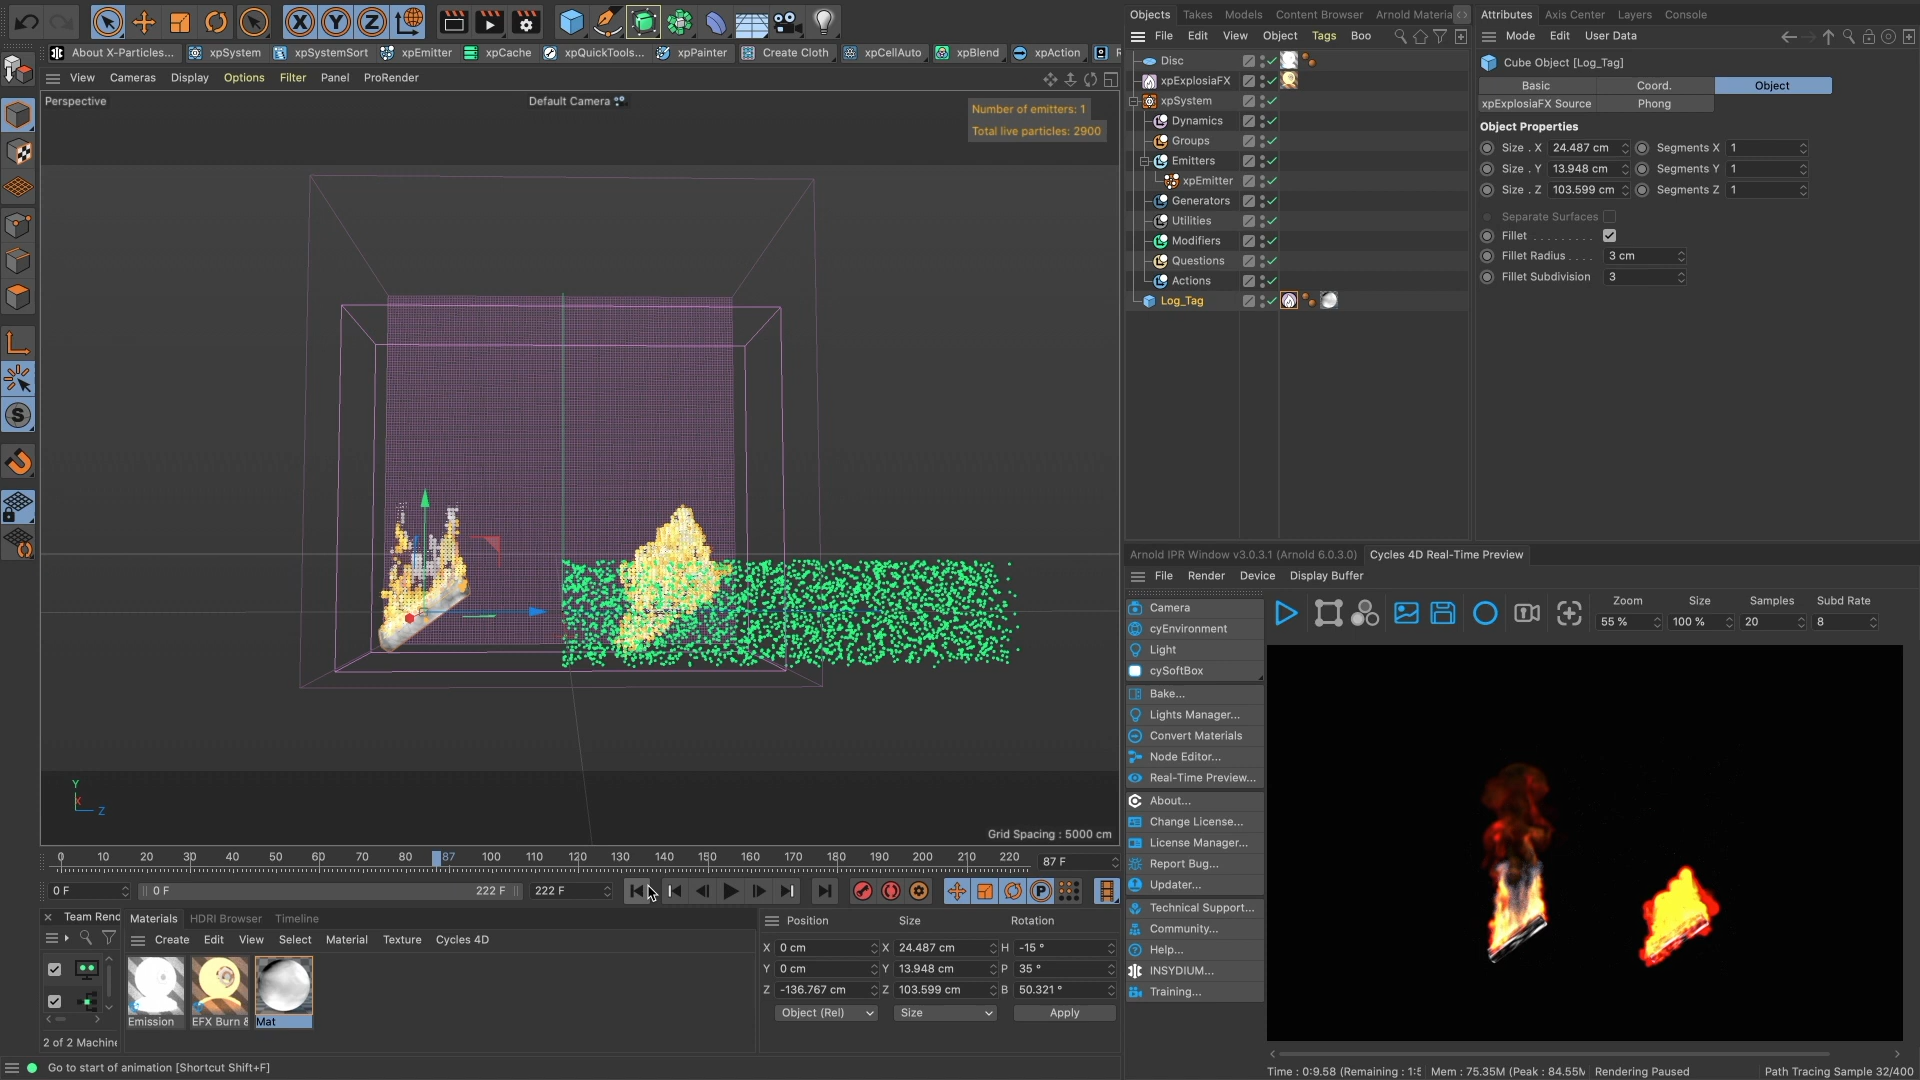 Objects Takes Models Content Browser Arnold Materia
Attributes Axis Center Layers Console
File Edit View Object Tags Boo
Mode Edit User Data
About X-Particles... xpSystem xpSystemSort xpEmitter xpCache xpQuickTools... xpPainter Create Cloth xpCellAuto xpBlend xpAction
View Cameras Display Options Filter Panel ProRender
Perspective
Default Camera
Number of emitters: 1
Total live particles: 2900
Disc
xpExplosiaFX
xpSystem
Dynamics
Groups
Emitters
xpEmitter
Generators
Utilities
Modifiers
Questions
Actions
Log_Tag
Cube Object [Log_Tag]
Basic Coord. Object
xpExplosiaFX Source Phong
Object Properties
Size . X 24.487 cm Segments X 1
Size . Y 13.948 cm Segments Y 1
Size . Z 103.599 cm Segments Z 1
Separate Surfaces
Fillet . . . . . . . . .
Fillet Radius . . . . 3 cm
Fillet Subdivision 3
X Y Z
S
Y
X
Z
Grid Spacing : 5000 cm
Arnold IPR Window v3.0.3.1 (Arnold 6.0.3.0) Cycles 4D Real-Time Preview
File Render Device Display Buffer
Zoom Size Samples Subd Rate
55 % 100 % 20 8
Camera
cyEnvironment
Light
cySoftBox
Bake...
Lights Manager...
Convert Materials
Node Editor...
Real-Time Preview...
About...
Change License...
License Manager...
Report Bug...
Updater...
Technical Support...
Community...
Help...
INSYDIUM...
Training...
0 10 20 30 40 50 60 70 80 87 100 110 120 130 140 150 160 170 180 190 200 210 220 87 F
0 F 0 F 222 F 222 F
P
Team Rend Materials HDRI Browser Timeline
Create Edit View Select Material Texture Cycles 4D
Emission EFX Burn & Mat
2 of 2 Machine
Position Size Rotation
X 0 cm X 24.487 cm H -15 °
Y 0 cm Y 13.948 cm P 35 °
Z -136.767 cm Z 103.599 cm B 50.321 °
Object (Rel) Size Apply
Go to start of animation [Shortcut Shift+F]
Time : 0:9.58 (Remaining : 1:5 Mem : 75.35M (Peak : 84.55M Rendering Paused Path Tracing Sample 32/400